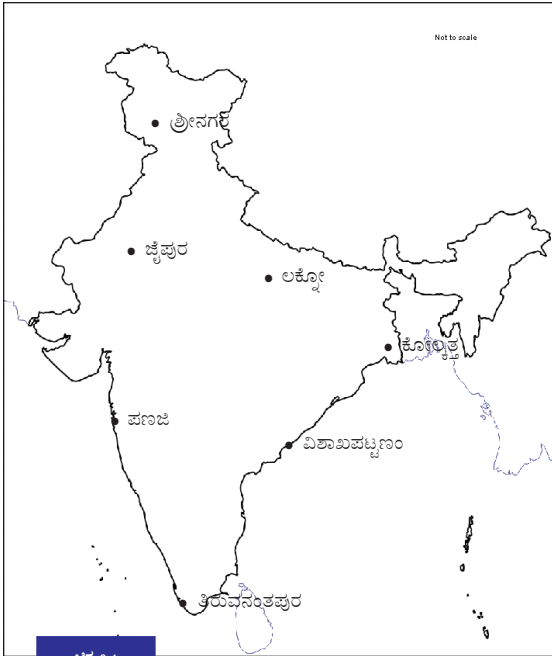 Not to scale
ಶ್ರೀನಗರ
ಜೈಪುರ
ಲಕ್ನೋ
ಕೋಲ್ಕತ್ತ
ಪಣಜಿ
ವಿಶಾಖಪಟ್ಟಣಂ
ತಿರುವನಂತಪುರ